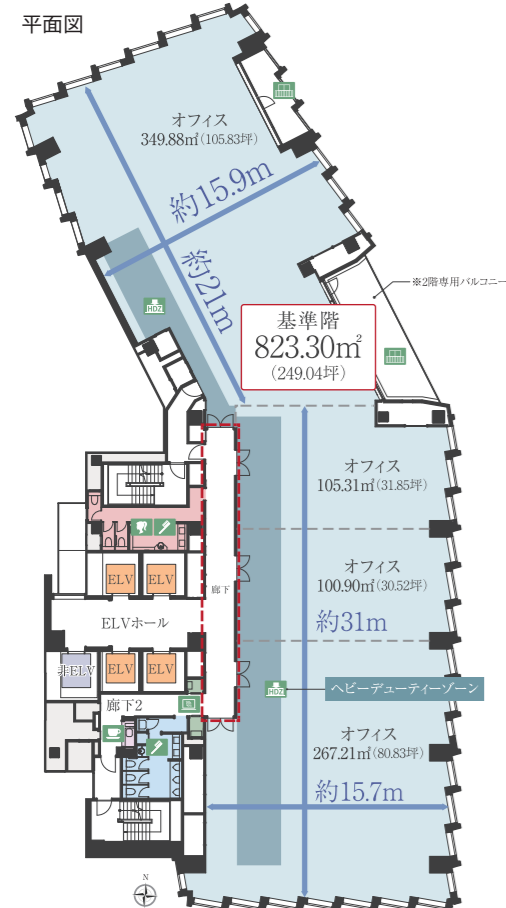 平面図
オフィス
349.88㎡(105.83坪)
約15.9m
約21m
HDZ
※2階専用バルコニー
基準階
823.30㎡
(249.04坪)
オフィス
105.31㎡(31.85坪)
オフィス
100.90㎡(30.52坪)
廊下
ELV
ELV
ELVホール
約31m
非ELV
ELV
ELV
HDZ
ヘビーデューティーゾーン
廊下2
オフィス
267.21㎡(80.83坪)
約15.7m
N